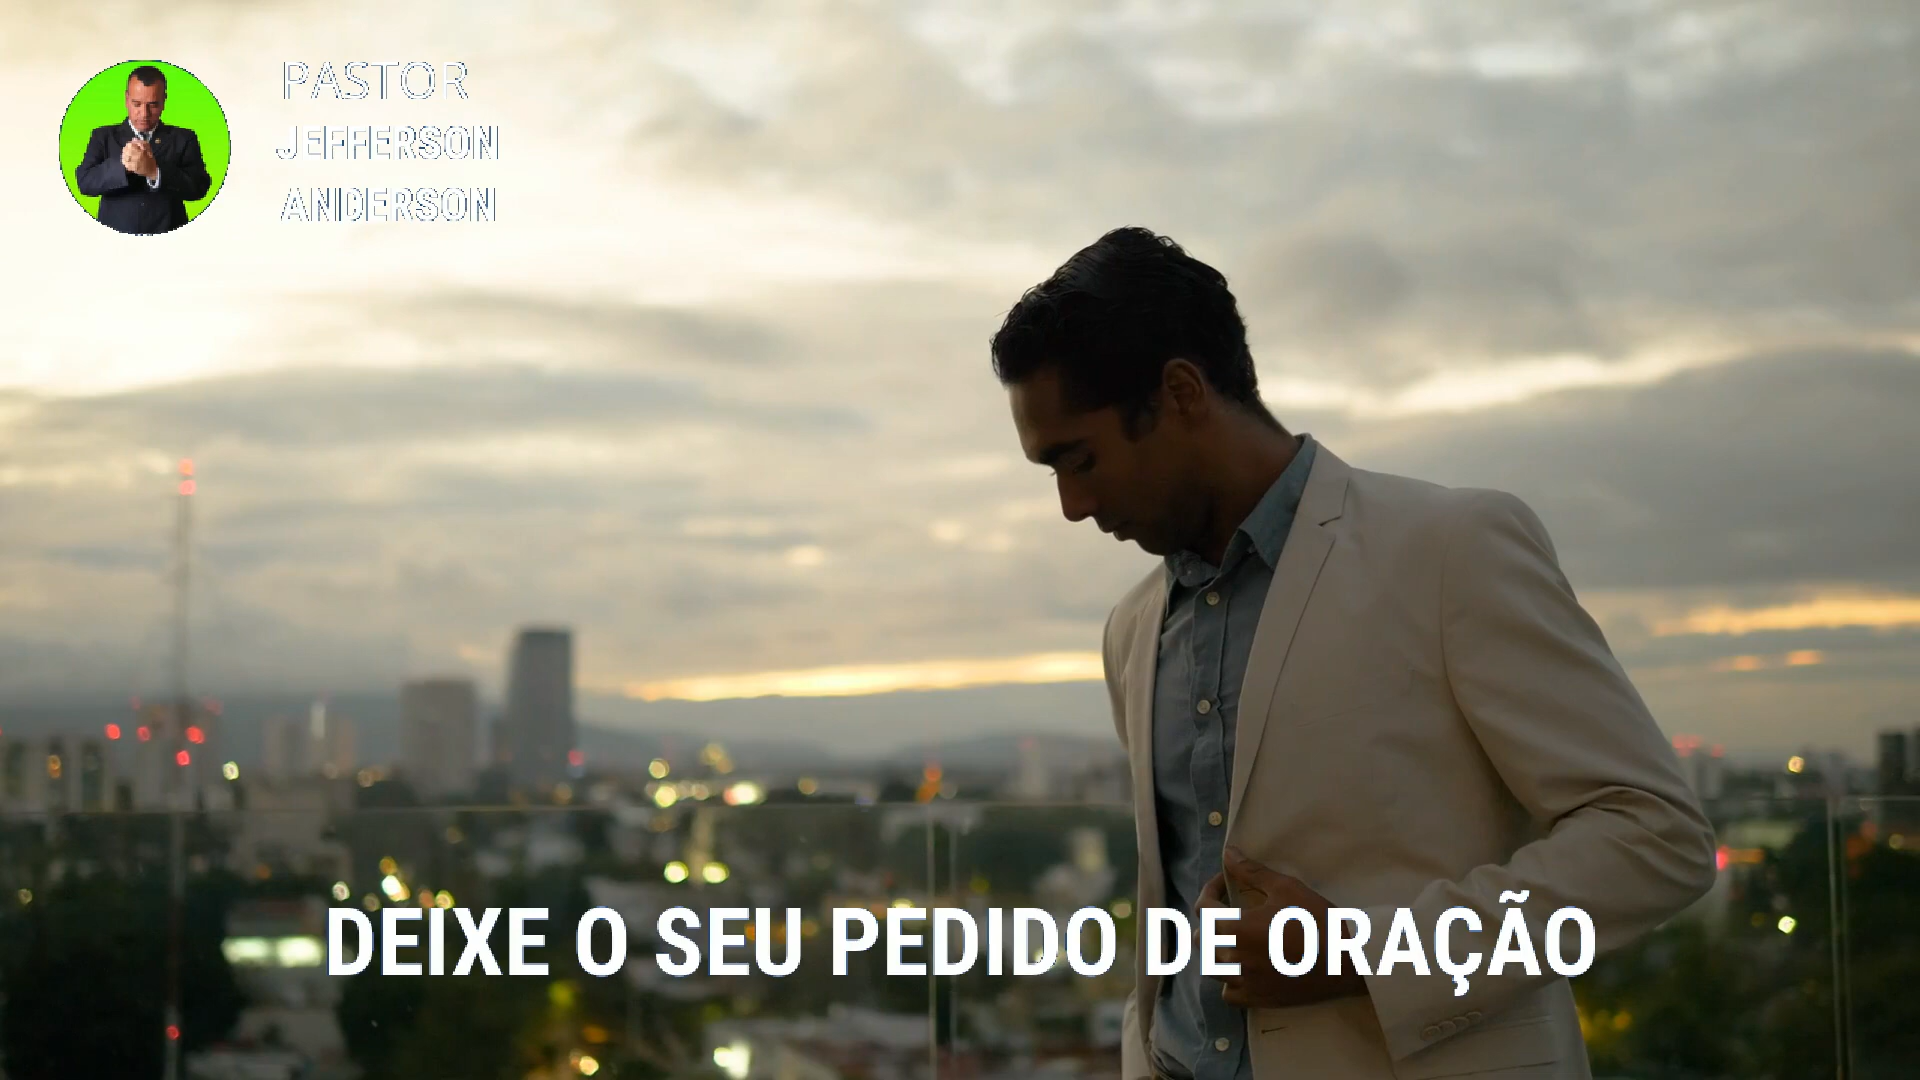 PASTOR
JEFFERSON
ANDERSON
DEIXE O SEU PEDIDO DE ORAÇÃO